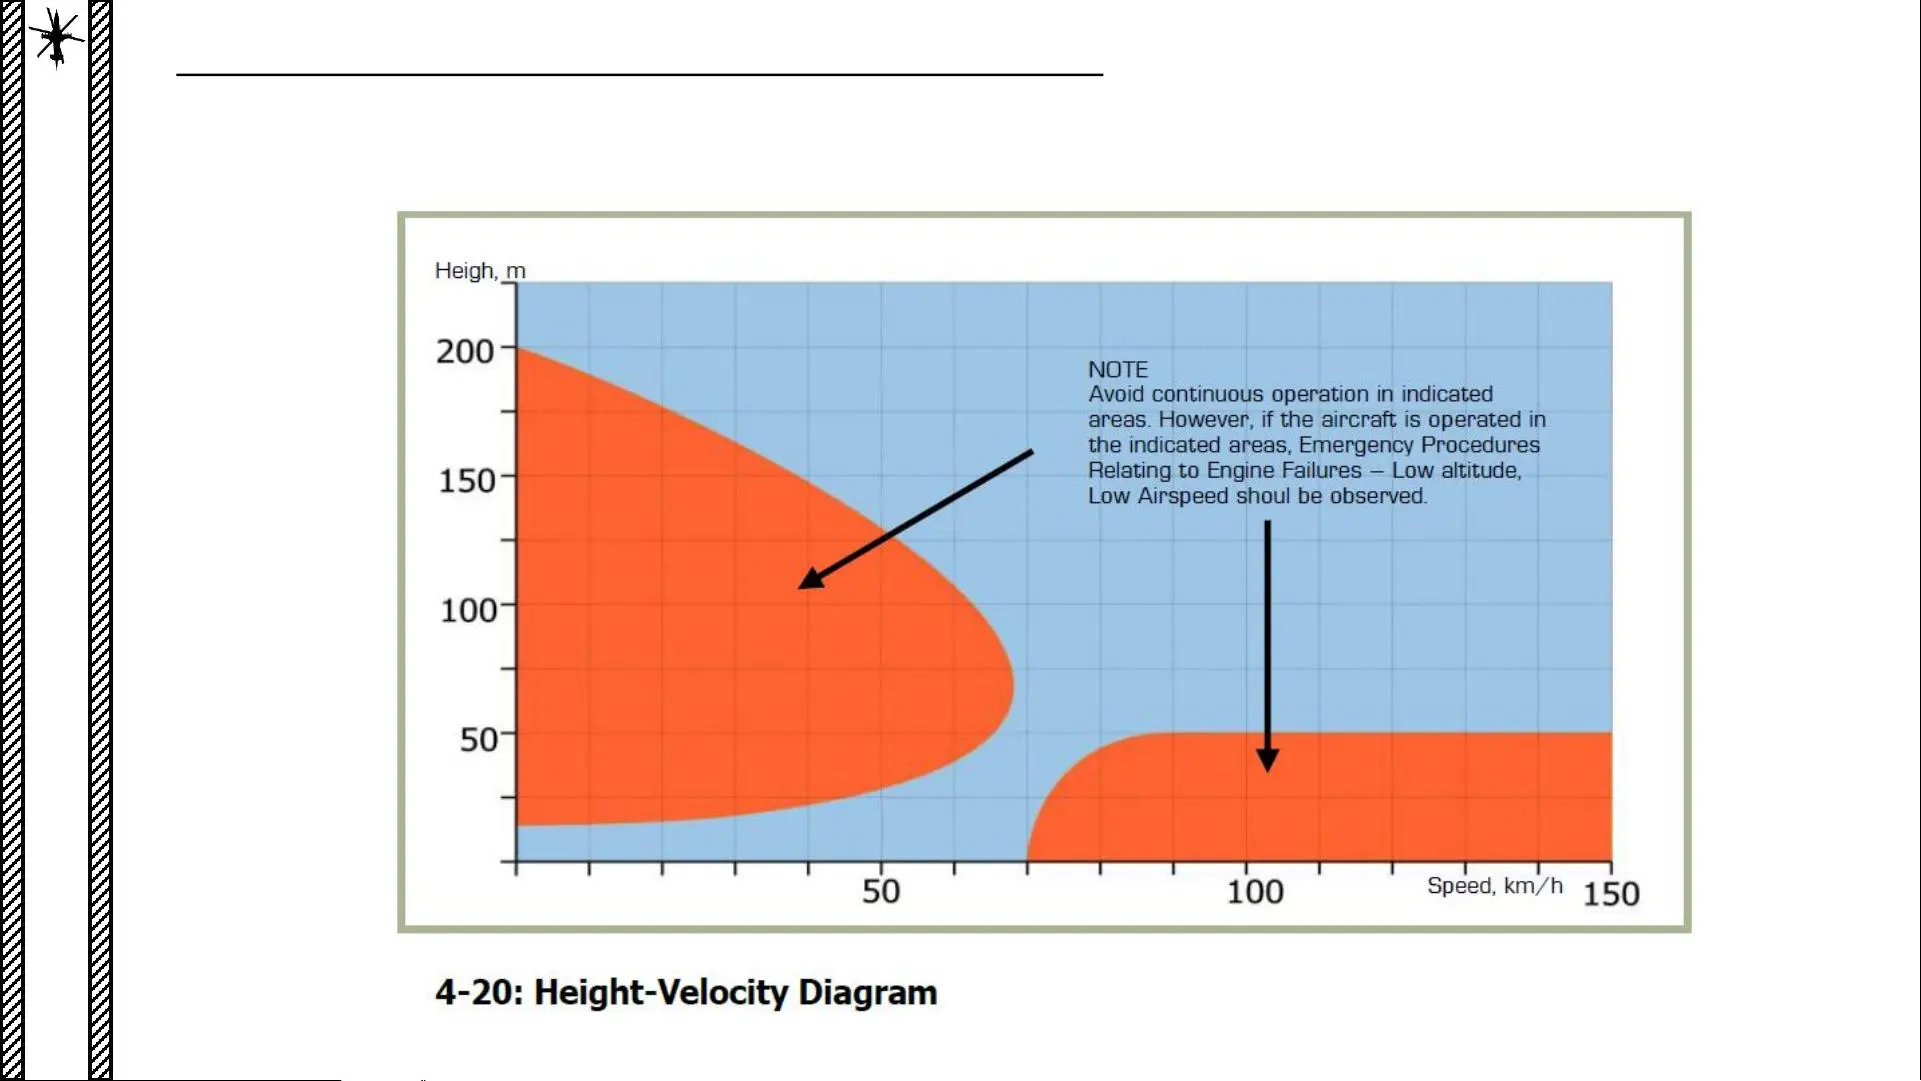 Heigh, m
200
150
100
50
NOTE
Avoid continuous operation in indicated
areas. However, if the aircraft is operated in
the indicated areas, Emergency Procedures
Relating to Engine Failures – Low altitude,
Low Airspeed shoul be observed.
50
100
Speed, km/h
150
4-20: Height-Velocity Diagram